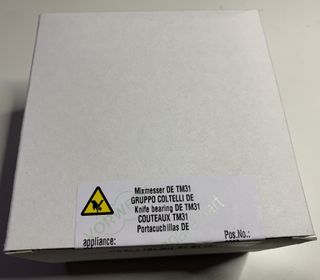 Mixmesser DE TM31
GRUPPO COLTELLI DE
Knife bearing DE TM31
COUTEAUX TM31
Portacuchillas DE
appliance: Pos.No.: